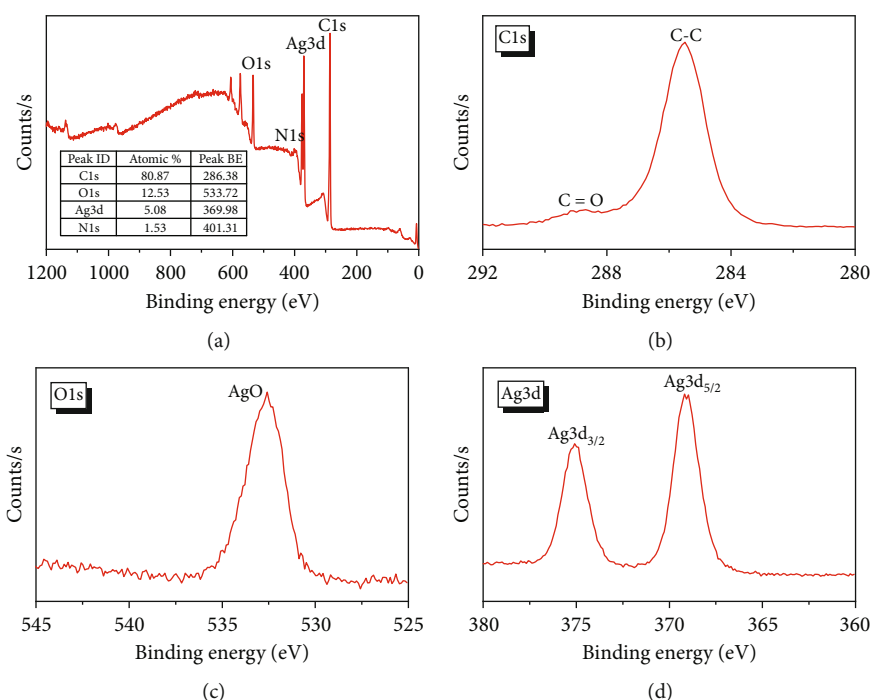 C1s
Ag3d
O1s
N1s
Counts/s
Peak ID Atomic % Peak BE
C1s 80.87 286.38
O1s 12.53 533.72
Ag3d 5.08 369.98
N1s 1.53 401.31
1200 1000 800 600 400 200 0
Binding energy (eV)
(a)
C1s
C-C
C = O
Counts/s
292 288 284 280
Binding energy (eV)
(b)
O1s
AgO
Counts/s
545 540 535 530 525
Binding energy (eV)
(c)
Ag3d
Ag3d5/2
Ag3d3/2
Counts/s
380 375 370 365 360
Binding energy (eV)
(d)